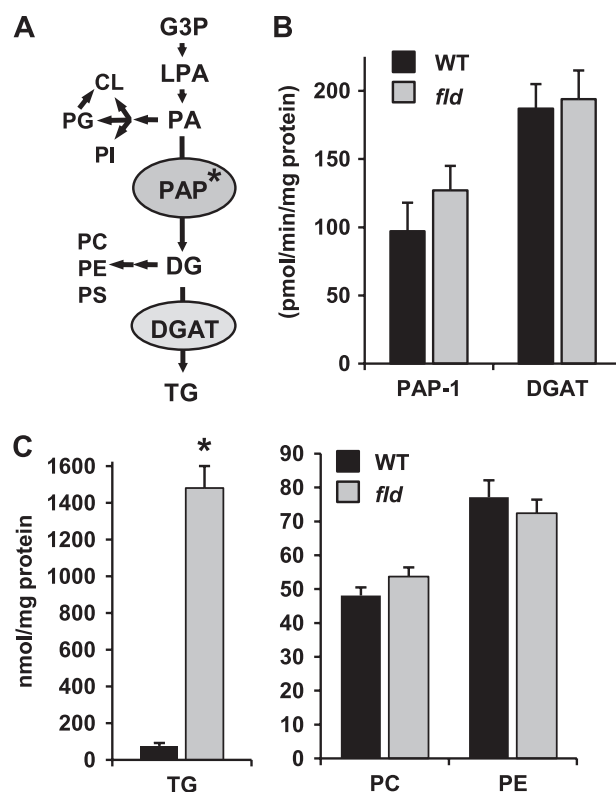 A
G3P
LPA
CL
PG
PA
PI
PAP*
PC
PE
PS
DG
DGAT
TG
B
WT
fld
(pmol/min/mg protein)
200
150
100
50
0
PAP-1 DGAT
C
nmol/mg protein
1600
1400
1200
1000
800
600
400
200
0
*
TG
90
80
70
60
50
40
30
20
10
0
WT
fld
PC PE